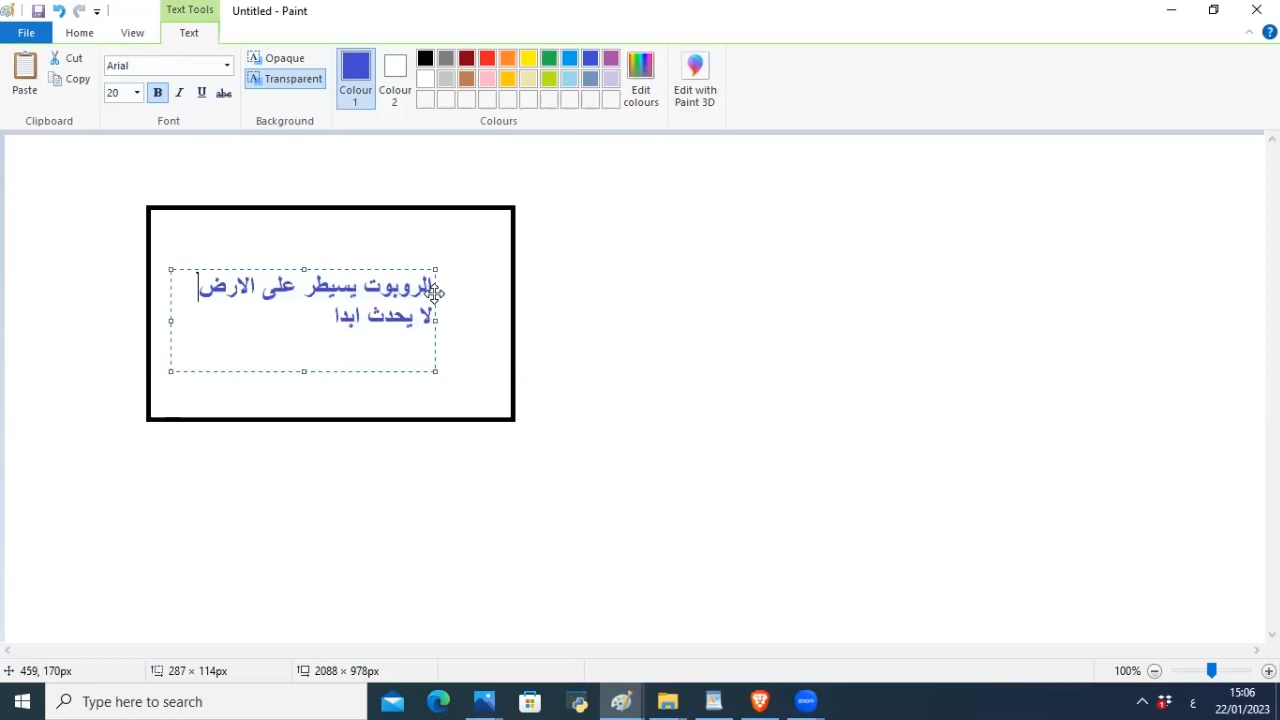 Text Tools
Untitled - Paint
File
Home
View
Text
Paste
Cut
Copy
Clipboard
Arial
20
B
I
U
abc
Font
Opaque
Transparent
Background
Colour 1
Colour 2
Edit colours
Edit with Paint 3D
Colours
الروبوت يسيطر على الارض
لا يحدث ابدا
459, 170px
287 × 114px
2088 × 978px
100%
Type here to search
zoom
1
ع
15:06
22/01/2023